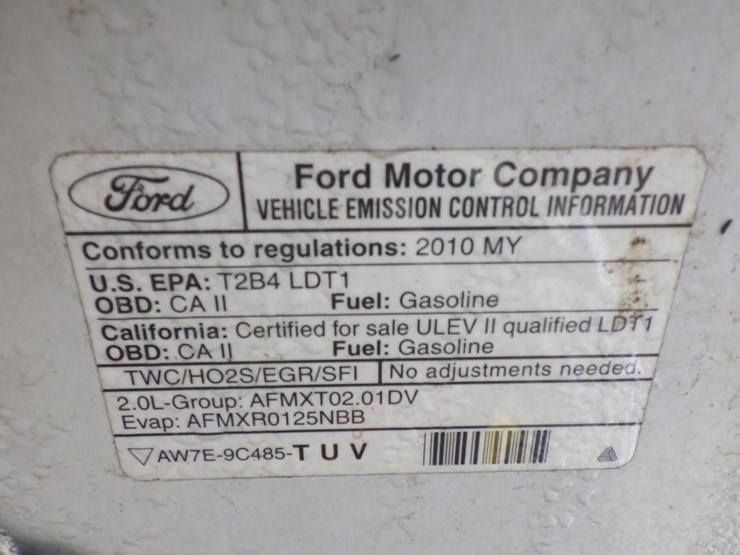 Ford
Ford Motor Company
VEHICLE EMISSION CONTROL INFORMATION
Conforms to regulations: 2010 MY
U.S. EPA: T2B4 LDT1
OBD: CA II Fuel: Gasoline
California: Certified for sale ULEV II qualified LDT1
OBD: CA II Fuel: Gasoline
TWC/HO2S/EGR/SFI No adjustments needed.
2.0L-Group: AFMXT02.01DV
Evap: AFMXR0125NBB
AW7E-9C485-T U V